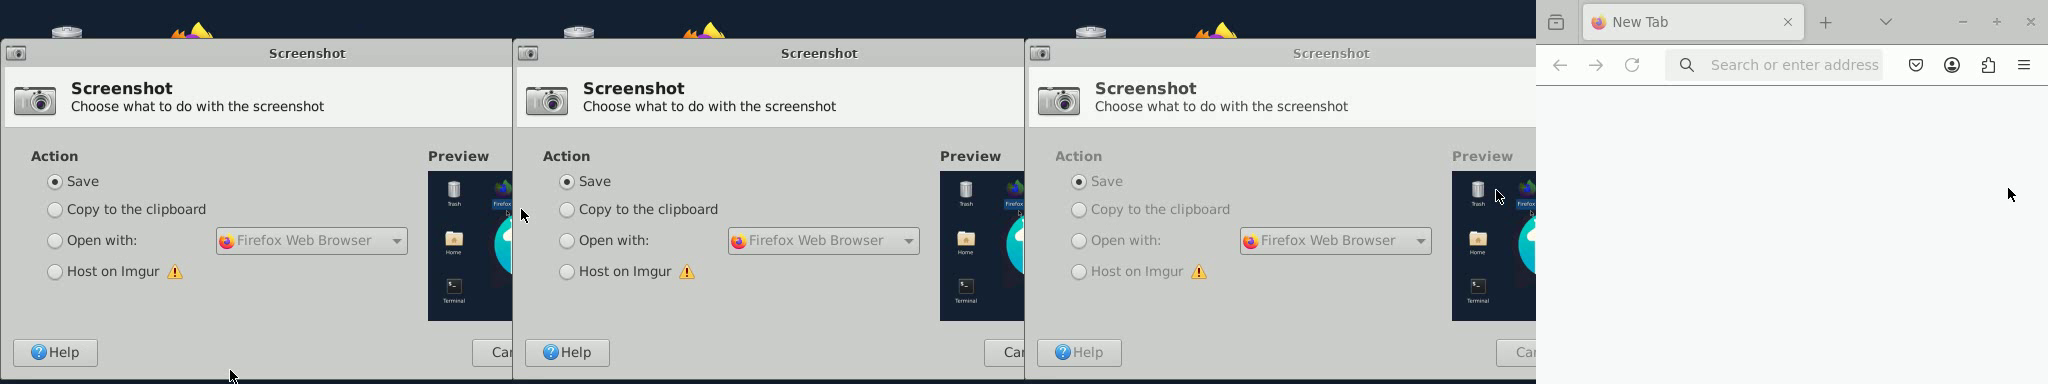 Screenshot
Screenshot
Choose what to do with the screenshot
Action
Preview
Save
Copy to the clipboard
Open with:
Firefox Web Browser
Host on Imgur
Trash
Firefox
Home
Terminal
Help
Car
Screenshot
Screenshot
Choose what to do with the screenshot
Action
Preview
Save
Copy to the clipboard
Open with:
Firefox Web Browser
Host on Imgur
Trash
Firefox
Home
Terminal
Help
Car
Screenshot
Screenshot
Choose what to do with the screenshot
Action
Preview
Save
Copy to the clipboard
Open with:
Firefox Web Browser
Host on Imgur
Trash
Firefox
Home
Terminal
Help
Car
New Tab
Search or enter address